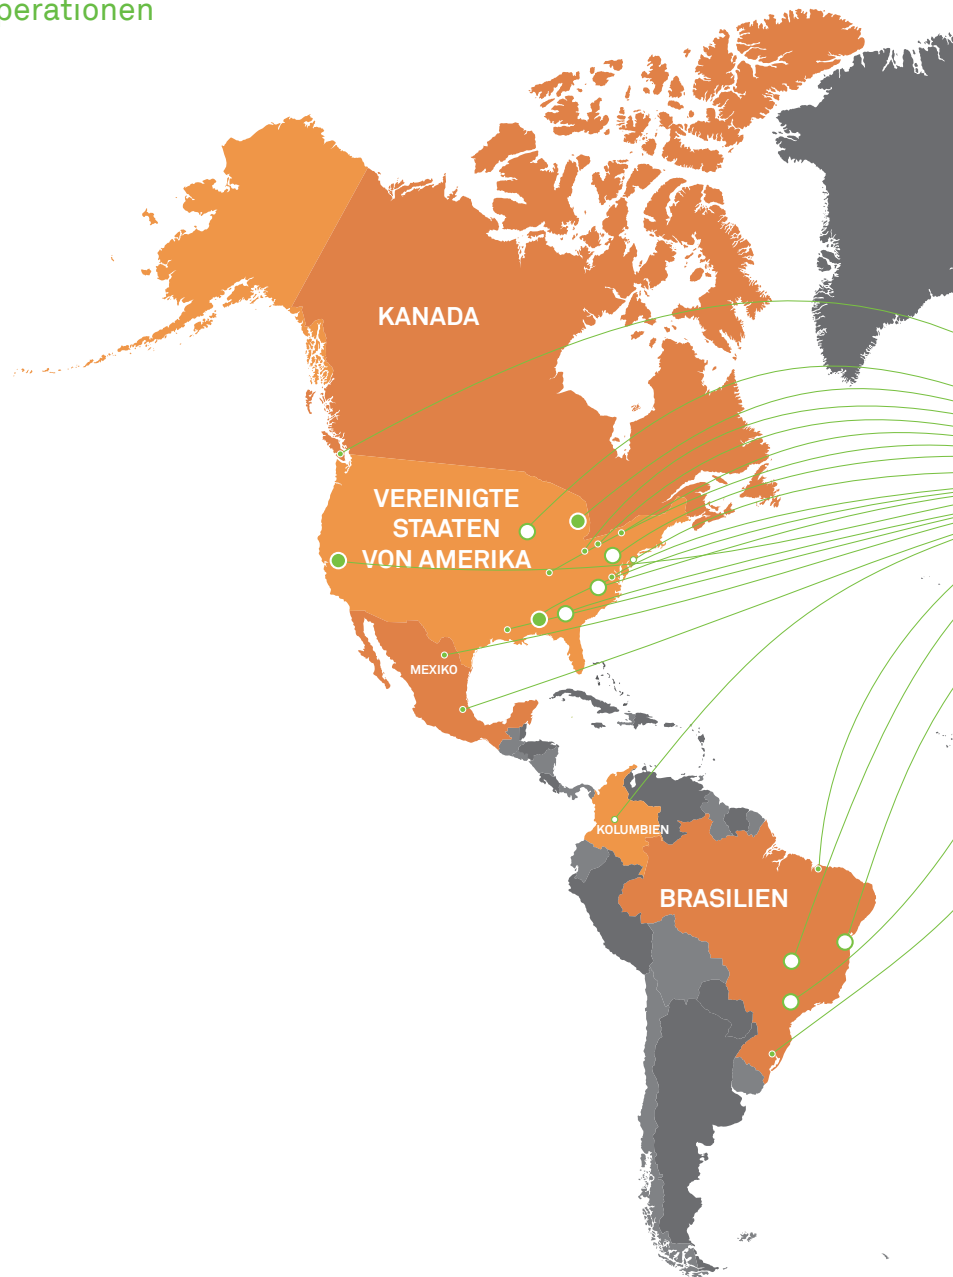 perationen
KANADA
VEREINIGTE
STAATEN
VON AMERIKA
MEXIKO
KOLUMBIEN
BRASILIEN